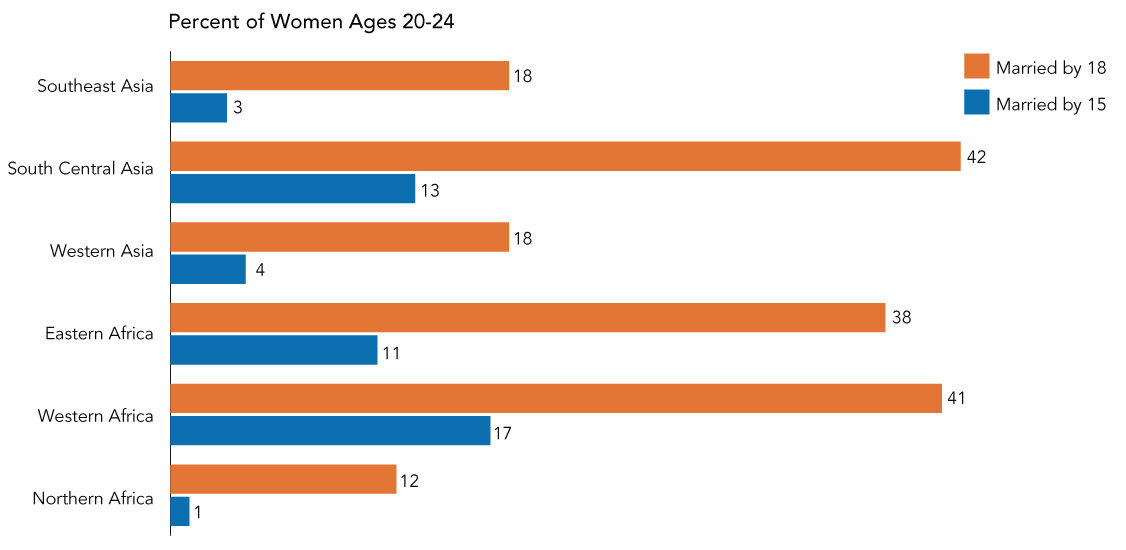 Percent of Women Ages 20-24
Married by 18
Married by 15
Southeast Asia
18
3
South Central Asia
42
13
Western Asia
18
4
Eastern Africa
38
11
Western Africa
41
17
Northern Africa
12
1